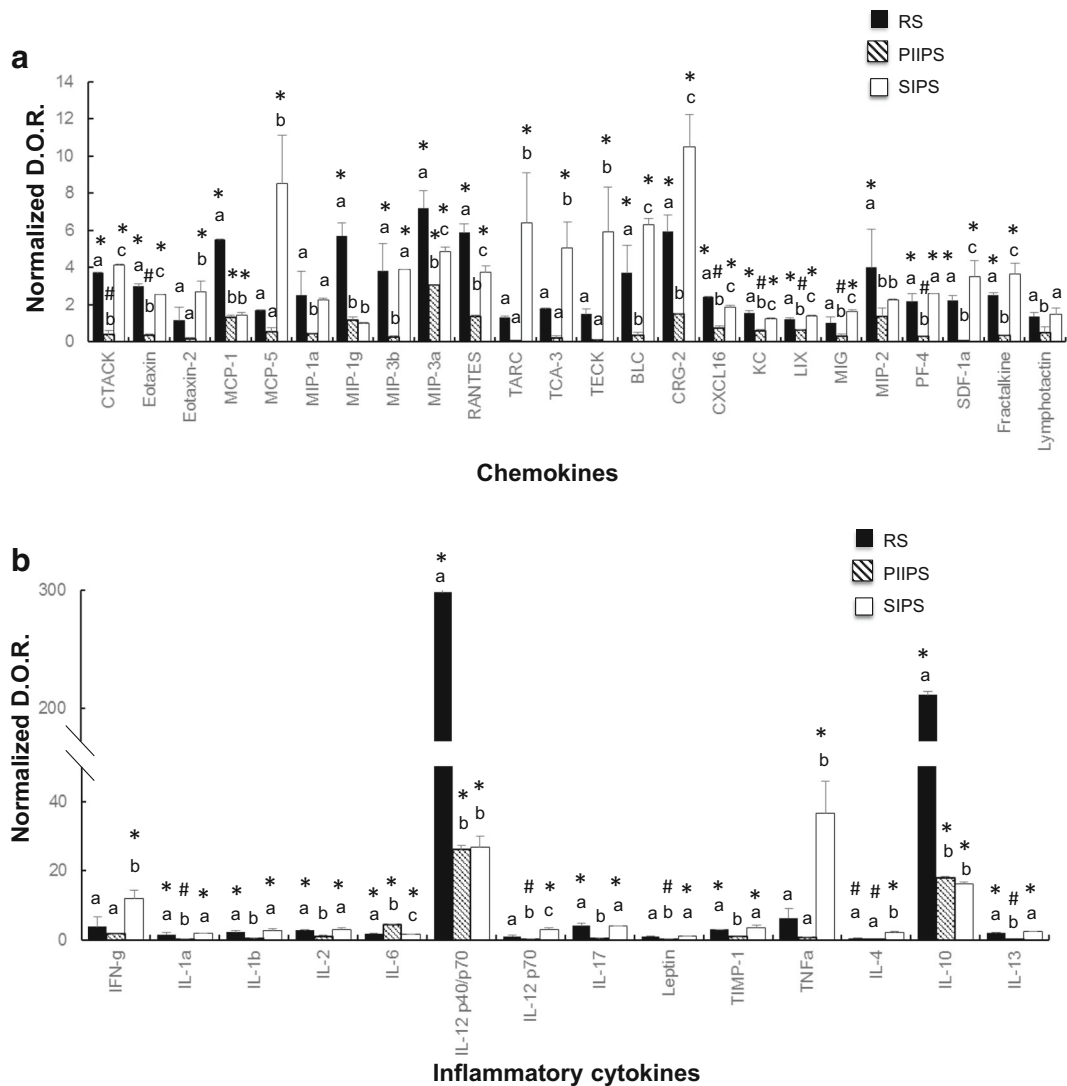 a
RS
PIIPS
SIPS
Normalized D.O.R.
14
12
10
8
6
4
2
0
CTACK
Eotaxin
Eotaxin-2
MCP-1
MCP-5
MIP-1a
MIP-1g
MIP-3b
MIP-3a
RANTES
TARC
TCA-3
TECK
BLC
CRG-2
CXCL16
KC
LIX
MIG
MIP-2
PF-4
SDF-1a
Fractalkine
Lymphotactin
Chemokines
b
RS
PIIPS
SIPS
Normalized D.O.R.
300
200
40
20
0
IFN-g
IL-1a
IL-1b
IL-2
IL-6
IL-12 p40/p70
IL-12 p70
IL-17
Leptin
TIMP-1
TNFa
IL-4
IL-10
IL-13
Inflammatory cytokines